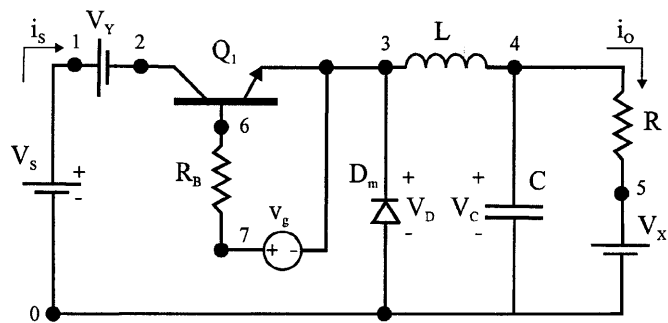 i_s
V_Y
1
2
Q_1
3
L
4
i_o
V_s
+
-
6
R_B
7
v_g
+ -
D_m
+
V_D
-
+
V_C
-
C
R
5
V_X
0